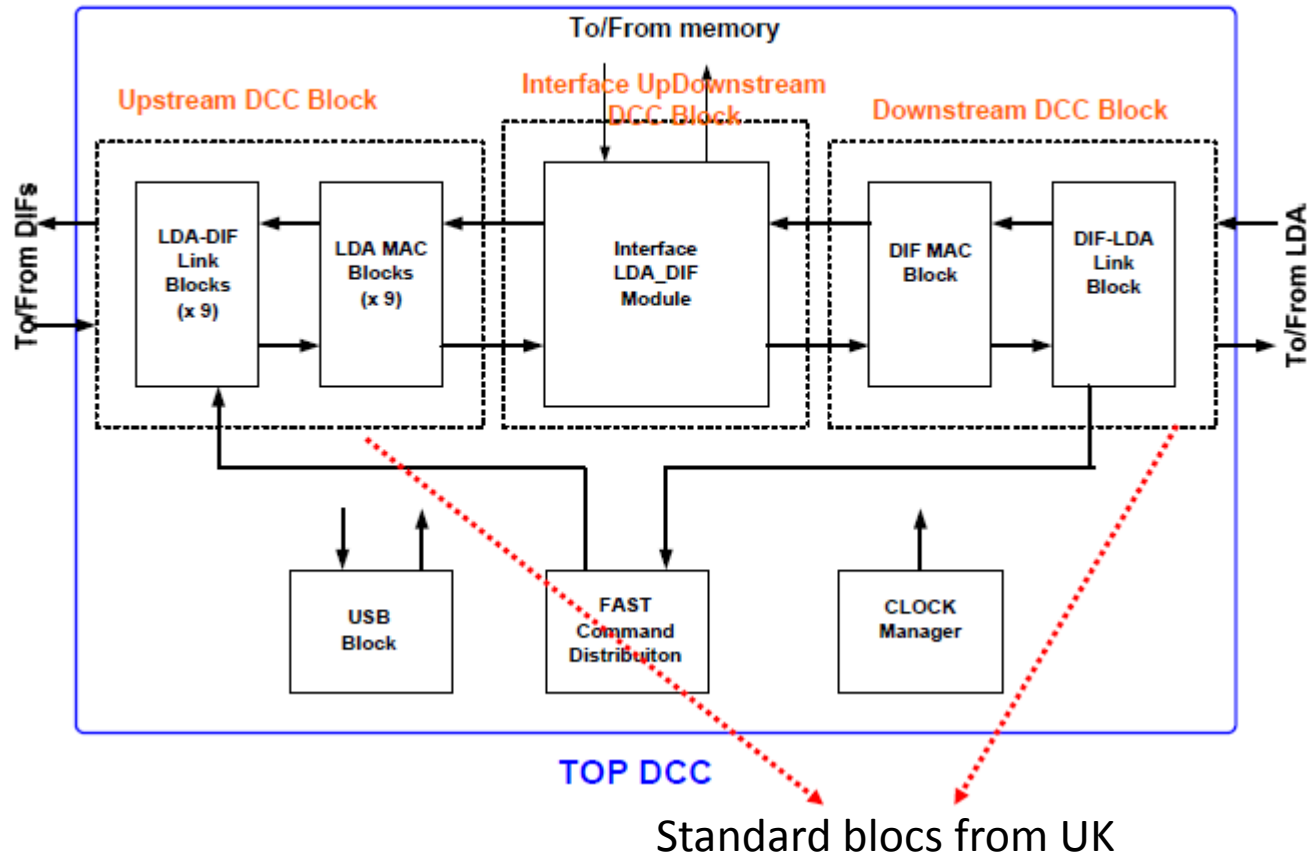 To/From memory
Upstream DCC Block
Interface UpDownstream
DCC Block
Downstream DCC Block
To/From DIFs
LDA-DIF
Link
Blocks
(x 9)
LDA MAC
Blocks
(x 9)
Interface
LDA_DIF
Module
DIF MAC
Block
DIF-LDA
Link
Block
To/From LDA
USB
Block
FAST
Command
Distribuiton
CLOCK
Manager
TOP DCC
Standard blocs from UK